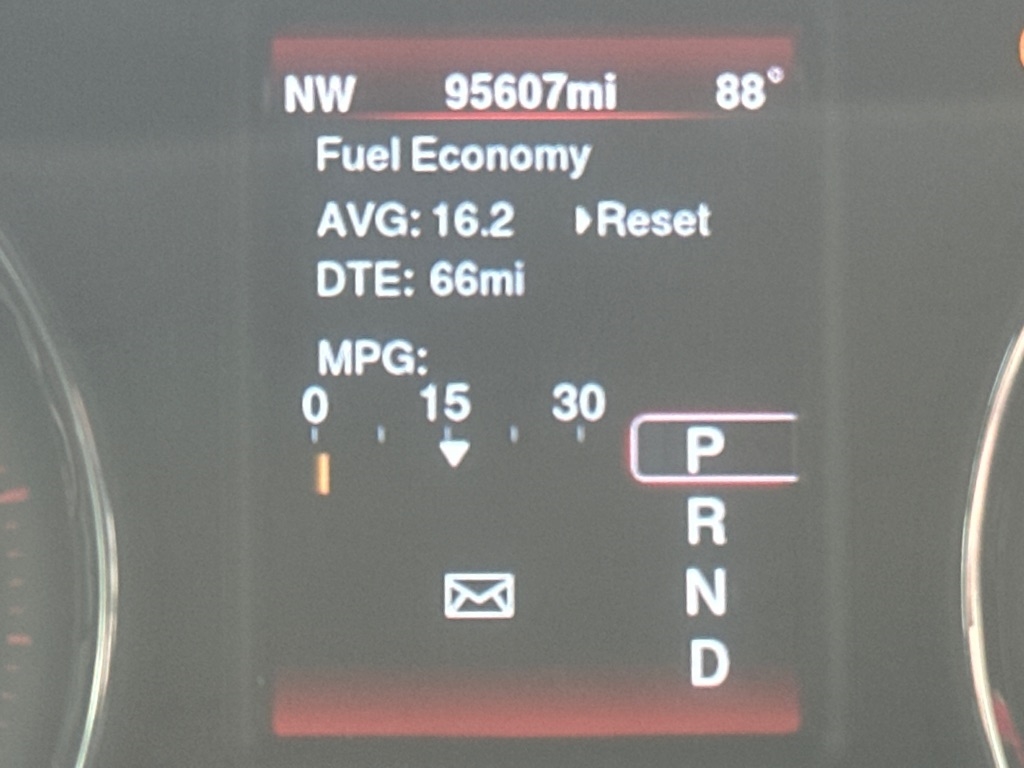 NW 95607mi 88°
Fuel Economy
AVG: 16.2 Reset
DTE: 66mi
MPG:
0 15 30
P
R
N
D